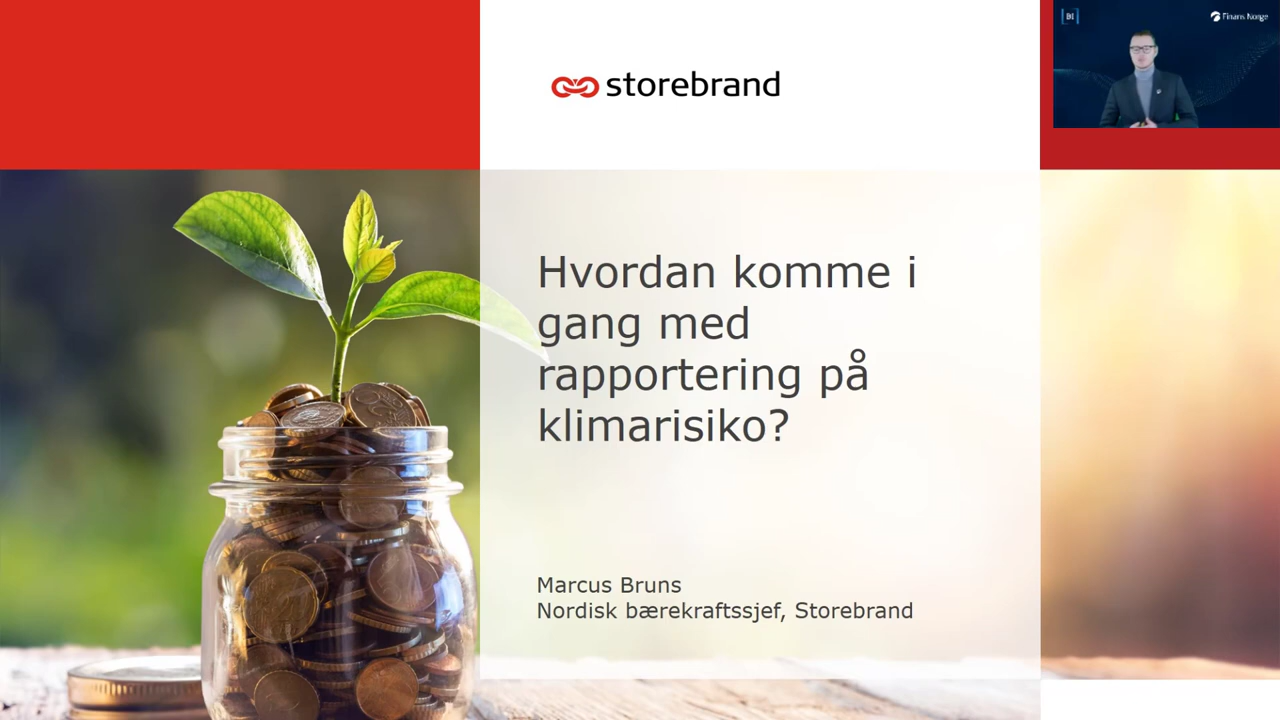 storebrand
Finans Norge
Hvordan komme i
gang med
rapportering på
klimarisiko?
Marcus Bruns
Nordisk bærekraftssjef, Storebrand